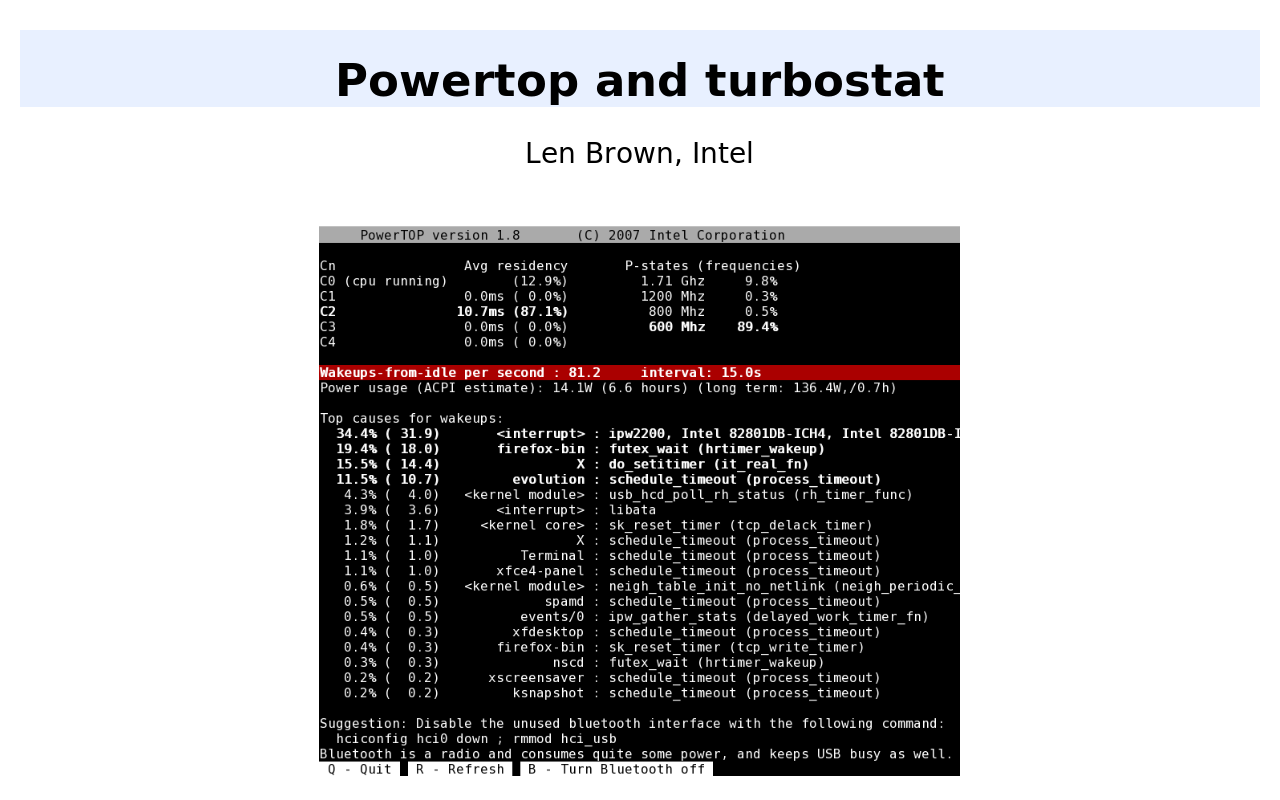 Powertop and turbostat
Len Brown, Intel
PowerTOP version 1.8 (C) 2007 Intel Corporation
Cn Avg residency P-states (frequencies)
C0 (cpu running) (12.9%) 1.71 Ghz 9.8%
C1 0.0ms ( 0.0%) 1200 Mhz 0.3%
C2 10.7ms (87.1%) 800 Mhz 0.5%
C3 0.0ms ( 0.0%) 600 Mhz 89.4%
C4 0.0ms ( 0.0%)
Wakeups-from-idle per second : 81.2 interval: 15.0s
Power usage (ACPI estimate): 14.1W (6.6 hours) (long term: 136.4W,/0.7h)
Top causes for wakeups:
34.4% ( 31.9) <interrupt> : ipw2200, Intel 82801DB-ICH4, Intel 82801DB-I
19.4% ( 18.0) firefox-bin : futex_wait (hrtimer_wakeup)
15.5% ( 14.4) X : do_setitimer (it_real_fn)
11.5% ( 10.7) evolution : schedule_timeout (process_timeout)
4.3% ( 4.0) <kernel module> : usb_hcd_poll_rh_status (rh_timer_func)
3.9% ( 3.6) <interrupt> : libata
1.8% ( 1.7) <kernel core> : sk_reset_timer (tcp_delack_timer)
1.2% ( 1.1) X : schedule_timeout (process_timeout)
1.1% ( 1.0) Terminal : schedule_timeout (process_timeout)
1.1% ( 1.0) xfce4-panel : schedule_timeout (process_timeout)
0.6% ( 0.5) <kernel module> : neigh_table_init_no_netlink (neigh_periodic_
0.5% ( 0.5) spamd : schedule_timeout (process_timeout)
0.5% ( 0.5) events/0 : ipw_gather_stats (delayed_work_timer_fn)
0.4% ( 0.3) xfdesktop : schedule_timeout (process_timeout)
0.4% ( 0.3) firefox-bin : sk_reset_timer (tcp_write_timer)
0.3% ( 0.3) nscd : futex_wait (hrtimer_wakeup)
0.2% ( 0.2) xscreensaver : schedule_timeout (process_timeout)
0.2% ( 0.2) ksnapshot : schedule_timeout (process_timeout)
Suggestion: Disable the unused bluetooth interface with the following command:
hciconfig hci0 down ; rmmod hci_usb
Bluetooth is a radio and consumes quite some power, and keeps USB busy as well.
Q - Quit R - Refresh B - Turn Bluetooth off